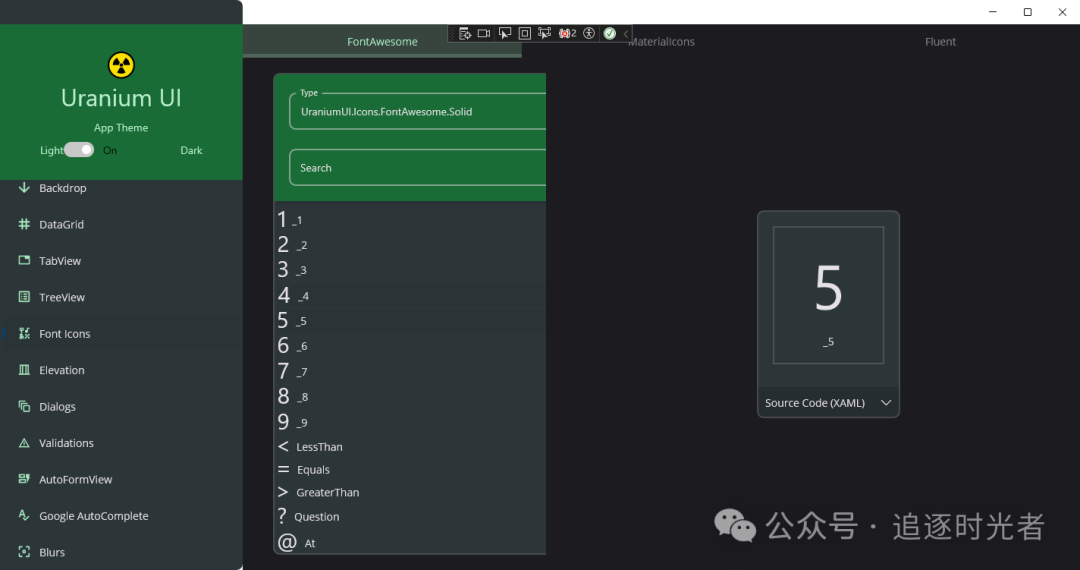 Uranium UI
App Theme
Light On Dark
Backdrop
DataGrid
TabView
TreeView
Font Icons
Elevation
Dialogs
Validations
AutoFormView
Google AutoComplete
Blurs
FontAwesome
MaterialIcons
Fluent
2
Type
UraniumUI.Icons.FontAwesome.Solid
Search
1 _1
2 _2
3 _3
4 _4
5 _5
6 _6
7 _7
8 _8
9 _9
< LessThan
= Equals
> GreaterThan
? Question
@ At
5
_5
Source Code (XAML)
公众号 · 追逐时光者